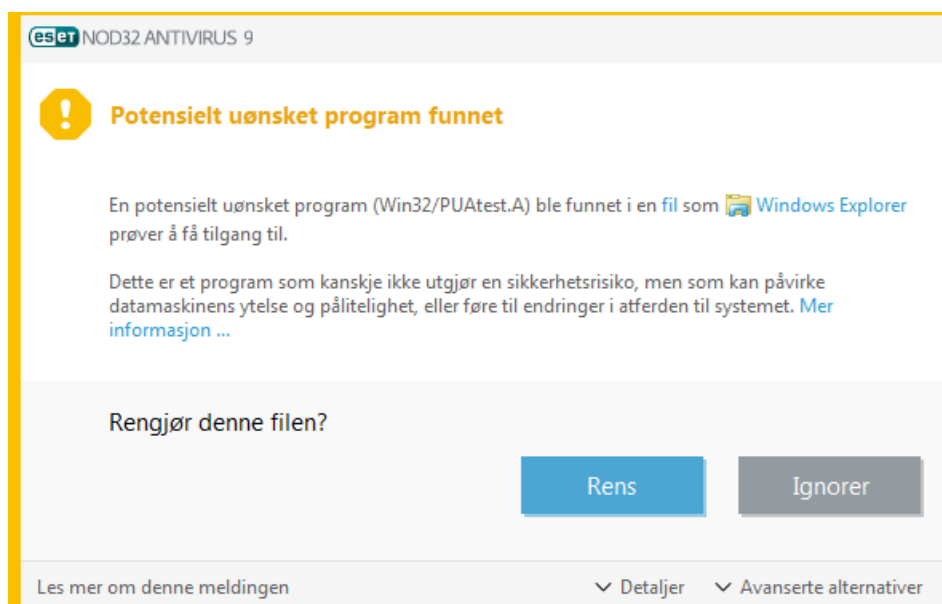 eset NOD32 ANTIVIRUS 9
Potensielt uønsket program funnet
En potensielt uønsket program (Win32/PUAtest.A) ble funnet i en fil som Windows Explorer
prøver å få tilgang til.
Dette er et program som kanskje ikke utgjør en sikkerhetsrisiko, men som kan påvirke
datamaskinens ytelse og pålitelighet, eller føre til endringer i atferden til systemet. Mer
informasjon ...
Rengjør denne filen?
Rens Ignorer
Les mer om denne meldingen Detaljer Avanserte alternativer